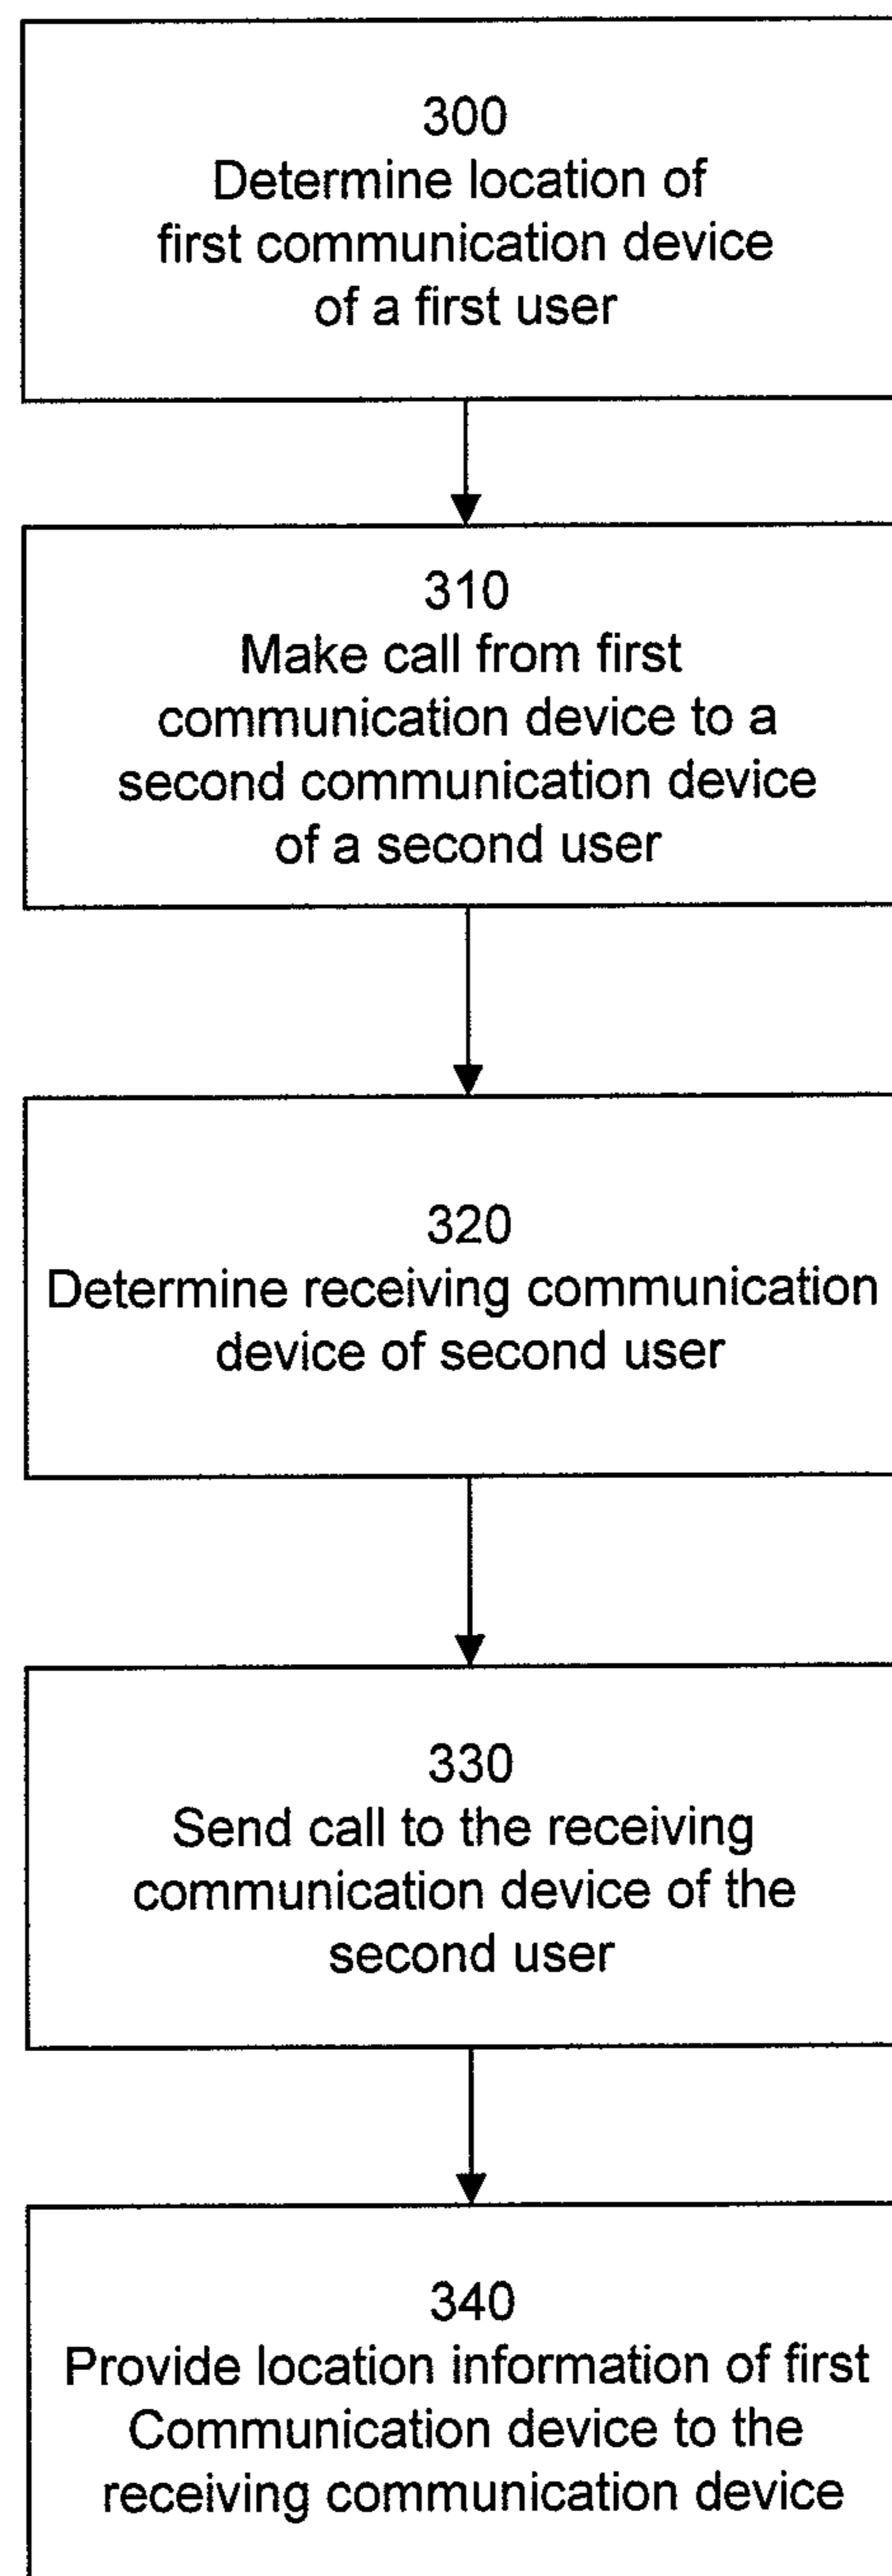 300
Determine location of
first communication device
of a first user
310
Make call from first
communication device to a
second communication device
of a second user
320
Determine receiving communication
device of second user
330
Send call to the receiving
communication device of the
second user
340
Provide location information of first
Communication device to the
receiving communication device